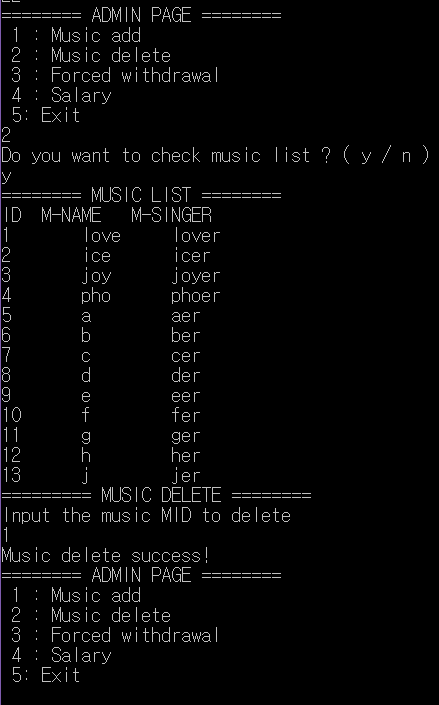 ======== ADMIN PAGE ========
1 : Music add
2 : Music delete
3 : Forced withdrawal
4 : Salary
5: Exit
2
Do you want to check music list ? ( y / n )
y
======== MUSIC LIST ========
ID M-NAME M-SINGER
1 love lover
2 ice icer
3 joy joyer
4 pho phoer
5 a aer
6 b ber
7 c cer
8 d der
9 e eer
10 f fer
11 g ger
12 h her
13 j jer
========= MUSIC DELETE ========
Input the music MID to delete
1
Music delete success!
======== ADMIN PAGE ========
1 : Music add
2 : Music delete
3 : Forced withdrawal
4 : Salary
5: Exit